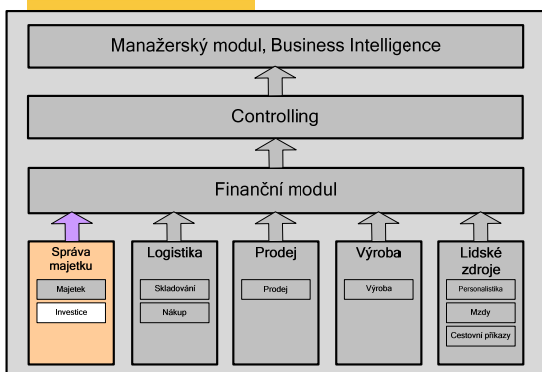 Manažerský modul, Business Intelligence
Controlling
Finanční modul
Správa
majetku
Majetek
Investice
Logistika
Skladování
Nákup
Prodej
Prodej
Výroba
Výroba
Lidské
zdroje
Personalistika
Mzdy
Cestovní příkazy